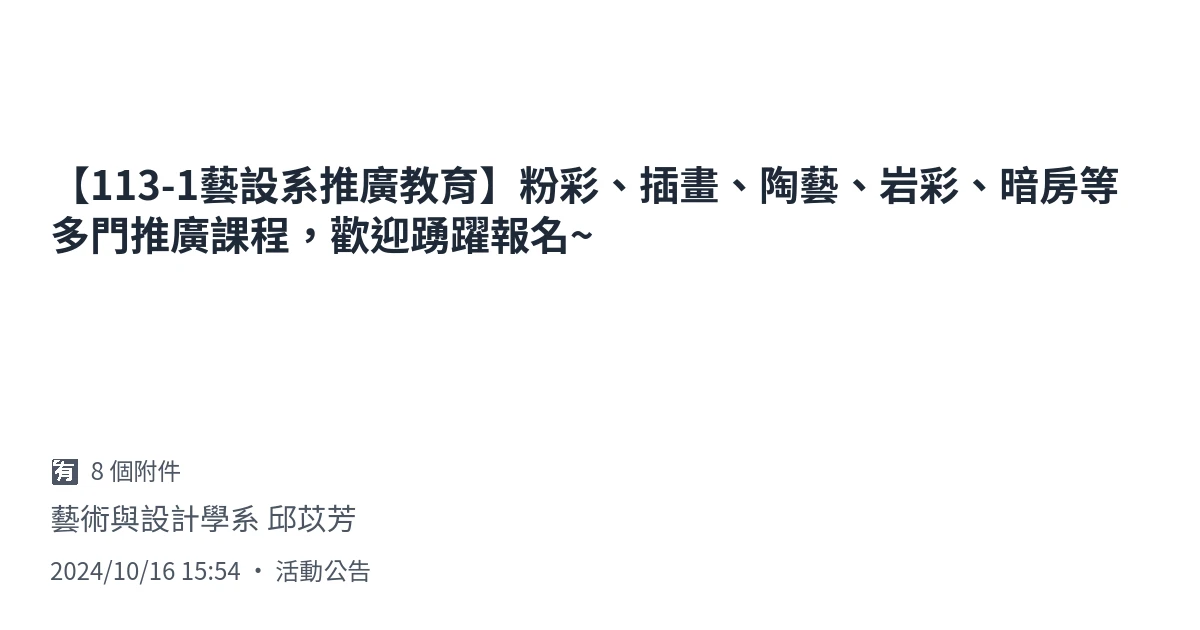 【113-1藝設系推廣教育】粉彩、插畫、陶藝、岩彩、暗房等
多門推廣課程，歡迎踴躍報名~
有 8 個附件
藝術與設計學系 邱苡芳
2024/10/16 15:54 • 活動公告